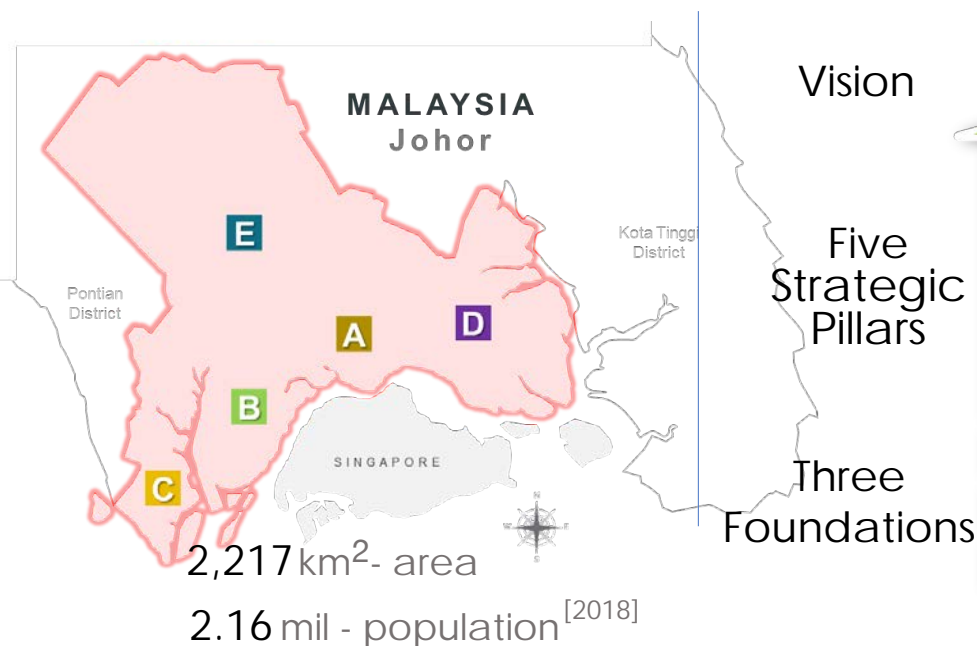 MALAYSIA
Johor
Vision
E
Kota Tinggi
District
Five
Strategic
Pillars
Pontian
District
A
D
B
SINGAPORE
C
Three
Foundations
N
W
E
S
2,217 km²- area
2.16 mil - population [2018]